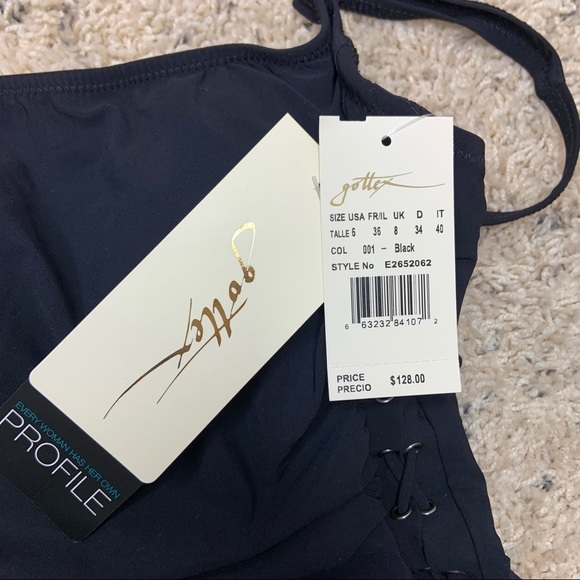 gottex
EVERY WOMAN HAS HER OWN
PROFILE
gottex
SIZE USA FR/IL UK D IT
TALLE 6 36 8 34 40
COL 001 - Black
STYLE No E2652062
6 63232 84107 2
PRICE
PRECIO $128.00